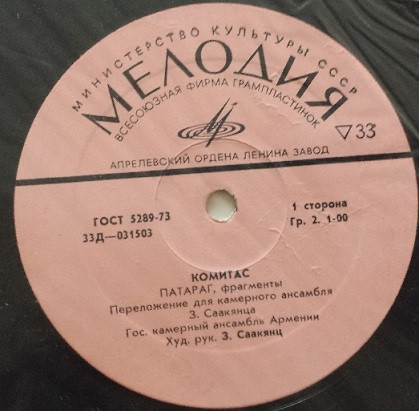 МИНИСТЕРСТВО КУЛЬТУРЫ СССР
МЕЛОДИЯ
ВСЕСОЮЗНАЯ ФИРМА ГРАМПЛАСТИНОК
▽33
АПРЕЛЕВСКИЙ ОРДЕНА ЛЕНИНА ЗАВОД
ГОСТ 5289-73
33Д—031503
1 сторона
Гр. 2. 1-00
КОМИТАС
ПАТАРАГ, фрагменты
Переложение для камерного ансамбля
З. Саакянца
Гос. камерный ансамбль Армении
Худ. рук. З. Саакянц